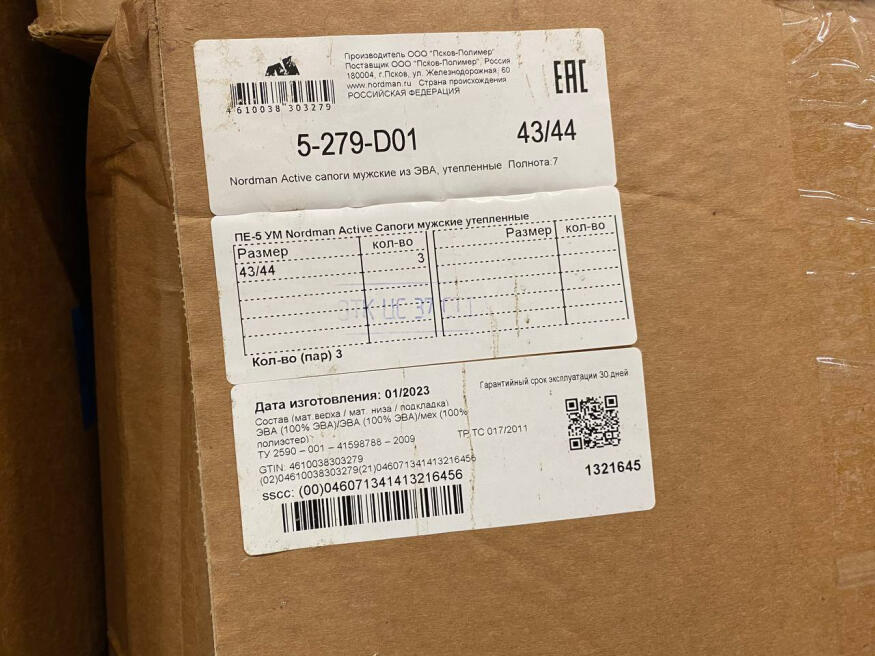 Производитель ООО "Псков-Полимер"
Поставщик ООО "Псков-Полимер", Россия
180004, г.Псков, ул. Железнодорожная, 60
www.nordman.ru Страна происхождения
РОССИЙСКАЯ ФЕДЕРАЦИЯ
EAC
4 610038 303279
5-279-D01 43/44
Nordman Active сапоги мужские из ЭВА, утепленные Полнота:7
ПЕ-5 УМ Nordman Active Сапоги мужские утепленные
Размер кол-во Размер кол-во
43/44 3
Кол-во (пар) 3
Дата изготовления: 01/2023
Гарантийный срок эксплуатации 30 дней
Состав (мат.верха / мат. низа / подкладка)
ЭВА (100% ЭВА)/ЭВА (100% ЭВА)/мех (100%
полиэстер)
ТУ 2590 – 001 – 41598788 – 2009 ТР ТС 017/2011
GTIN: 4610038303279
(02)04610038303279(21)046071341413216456
sscc: (00)046071341413216456
1321645